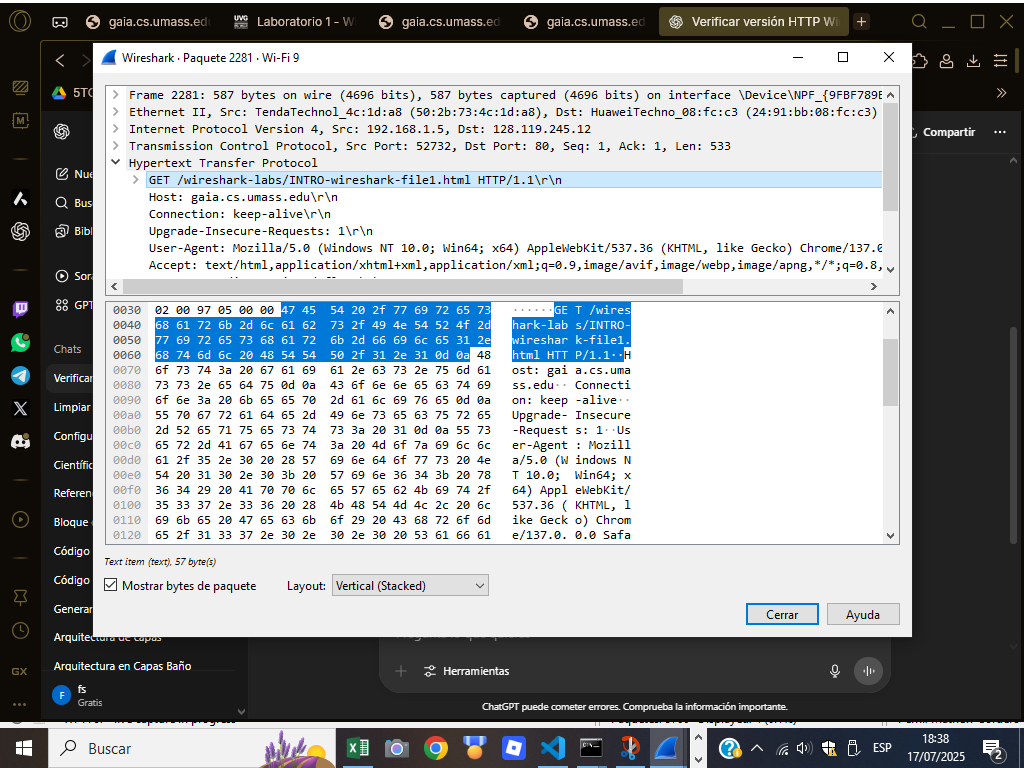 gaia.cs.umass.ed
Laboratorio 1 - W
gaia.cs.umass.ed
gaia.cs.umass.ed
Verificar versión HTTP Wi
Wireshark · Paquete 2281 · Wi-Fi 9
5TC
Compartir
Frame 2281: 587 bytes on wire (4696 bits), 587 bytes captured (4696 bits) on interface \Device\NPF_{9FBF789E
Ethernet II, Src: TendaTechnol_4c:1d:a8 (50:2b:73:4c:1d:a8), Dst: HuaweiTechno_08:fc:c3 (24:91:bb:08:fc:c3)
Internet Protocol Version 4, Src: 192.168.1.5, Dst: 128.119.245.12
Transmission Control Protocol, Src Port: 52732, Dst Port: 80, Seq: 1, Ack: 1, Len: 533
Hypertext Transfer Protocol
GET /wireshark-labs/INTRO-wireshark-file1.html HTTP/1.1\r\n
Host: gaia.cs.umass.edu\r\n
Connection: keep-alive\r\n
Upgrade-Insecure-Requests: 1\r\n
User-Agent: Mozilla/5.0 (Windows NT 10.0; Win64; x64) AppleWebKit/537.36 (KHTML, like Gecko) Chrome/137.0
Accept: text/html,application/xhtml+xml,application/xml;q=0.9,image/avif,image/webp,image/apng,*/*;q=0.8,
0030 02 00 97 05 00 00 47 45 54 20 2f 77 69 72 65 73 ······GE T /wires
0040 68 61 72 6b 2d 6c 61 62 73 2f 49 4e 54 52 4f 2d hark-lab s/INTRO-
0050 77 69 72 65 73 68 61 72 6b 2d 66 69 6c 65 31 2e wireshar k-file1.
0060 68 74 6d 6c 20 48 54 54 50 2f 31 2e 31 0d 0a 48 html HTT P/1.1··H
0070 6f 73 74 3a 20 67 61 69 61 2e 63 73 2e 75 6d 61 ost: gai a.cs.uma
0080 73 73 2e 65 64 75 0d 0a 43 6f 6e 6e 65 63 74 69 ss.edu·· Connecti
0090 6f 6e 3a 20 6b 65 65 70 2d 61 6c 69 76 65 0d 0a on: keep -alive··
00a0 55 70 67 72 61 64 65 2d 49 6e 73 65 63 75 72 65 Upgrade- Insecure
00b0 2d 52 65 71 75 65 73 74 73 3a 20 31 0d 0a 55 73 -Request s: 1··Us
00c0 65 72 2d 41 67 65 6e 74 3a 20 4d 6f 7a 69 6c 6c er-Agent : Mozill
00d0 61 2f 35 2e 30 20 28 57 69 6e 64 6f 77 73 20 4e a/5.0 (W indows N
00e0 54 20 31 30 2e 30 3b 20 57 69 6e 36 34 3b 20 78 T 10.0; Win64; x
00f0 36 34 29 20 41 70 70 6c 65 57 65 62 4b 69 74 2f 64) Appl eWebKit/
0100 35 33 37 2e 33 36 20 28 4b 48 54 4d 4c 2c 20 6c 537.36 ( KHTML, l
0110 69 6b 65 20 47 65 63 6b 6f 29 20 43 68 72 6f 6d ike Geck o) Chrom
0120 65 2f 31 33 37 2e 30 2e 30 2e 30 20 53 61 66 61 e/137.0. 0.0 Safa
Text item (text), 57 byte(s)
Mostrar bytes de paquete
Layout:
Vertical (Stacked)
Cerrar
Ayuda
Nue
Bus
Bibl
Sora
GPT
Chats
Verificar
Limpiar
Configu
Científic
Referen
Bloque
Código
Código
Generar
Arquitectura de capas
Arquitectura en Capas Baño
F
fs
Gratis
GX
Herramientas
ChatGPT puede cometer errores. Comprueba la información importante.
Buscar
ESP
18:38
17/07/2025
2